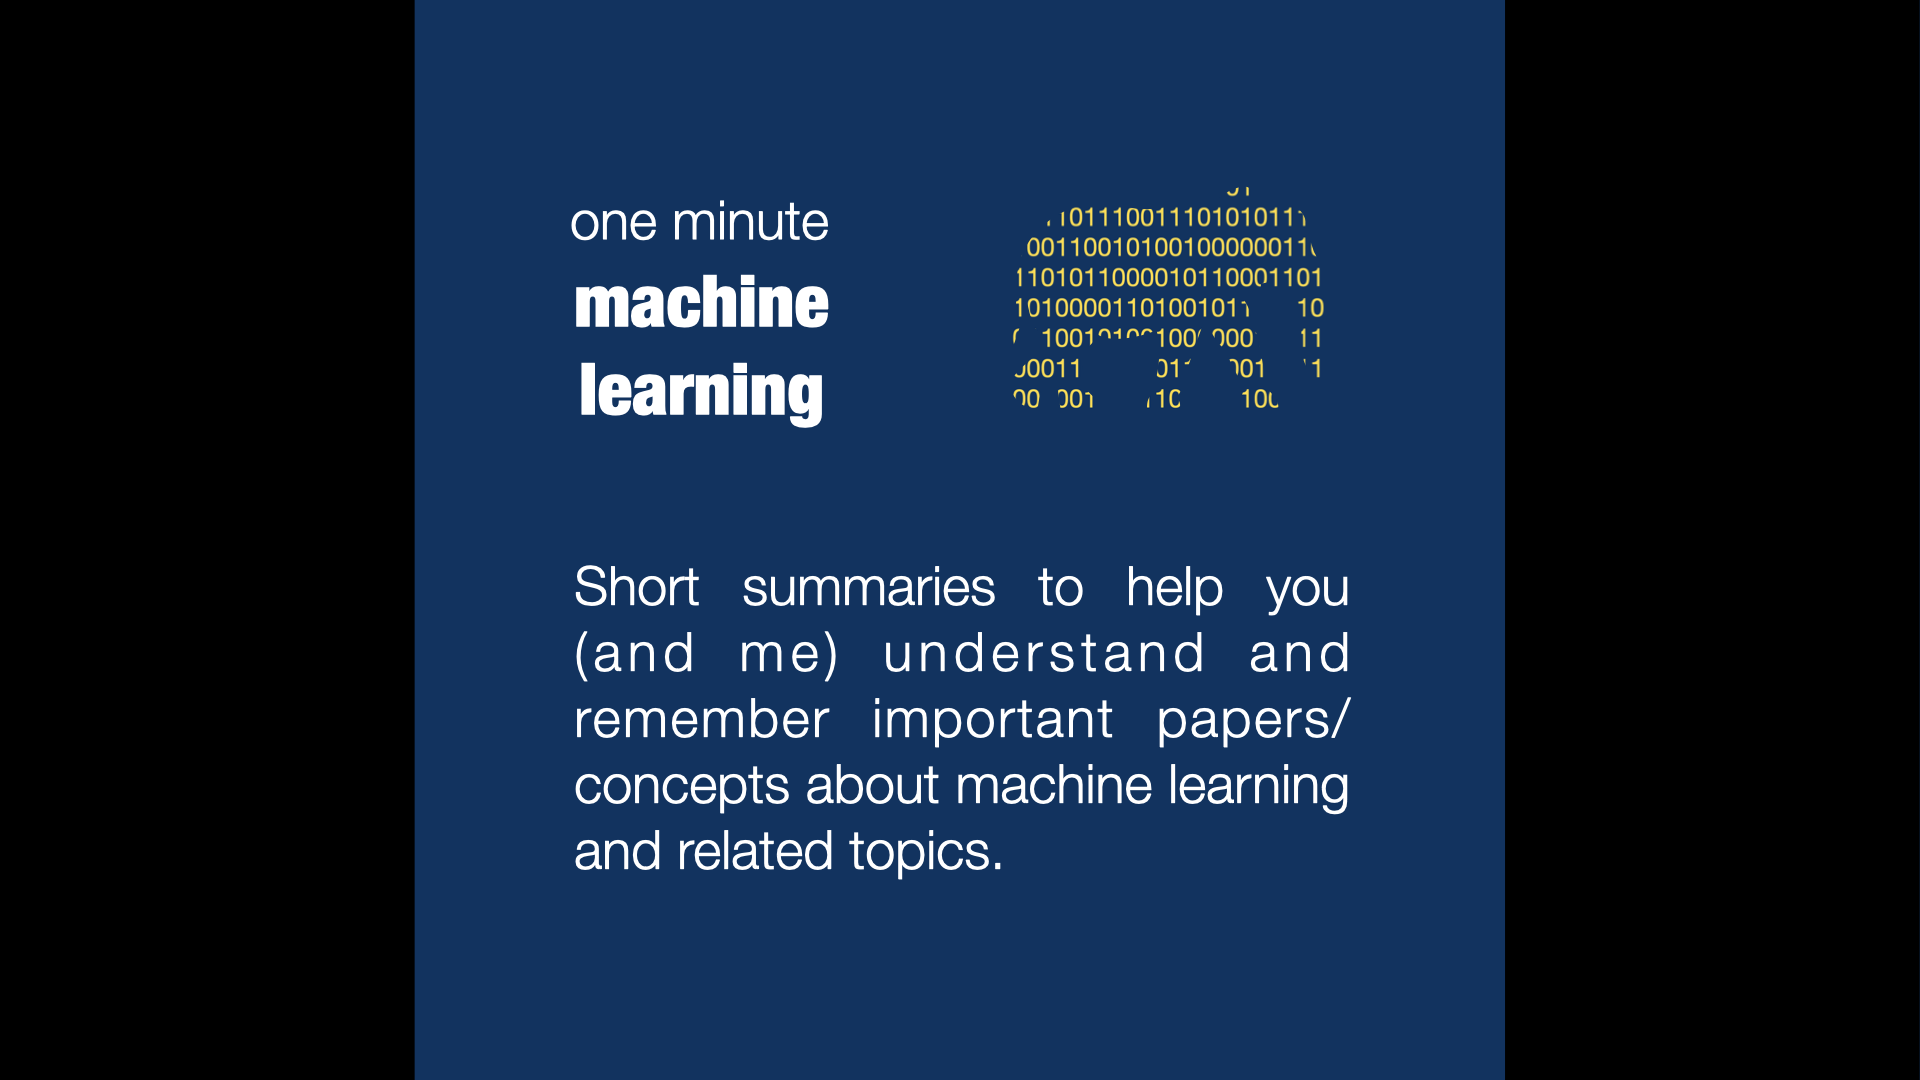 one minute
machine
learning
Short summaries to help you
(and me) understand and
remember important papers/
concepts about machine learning
and related topics.